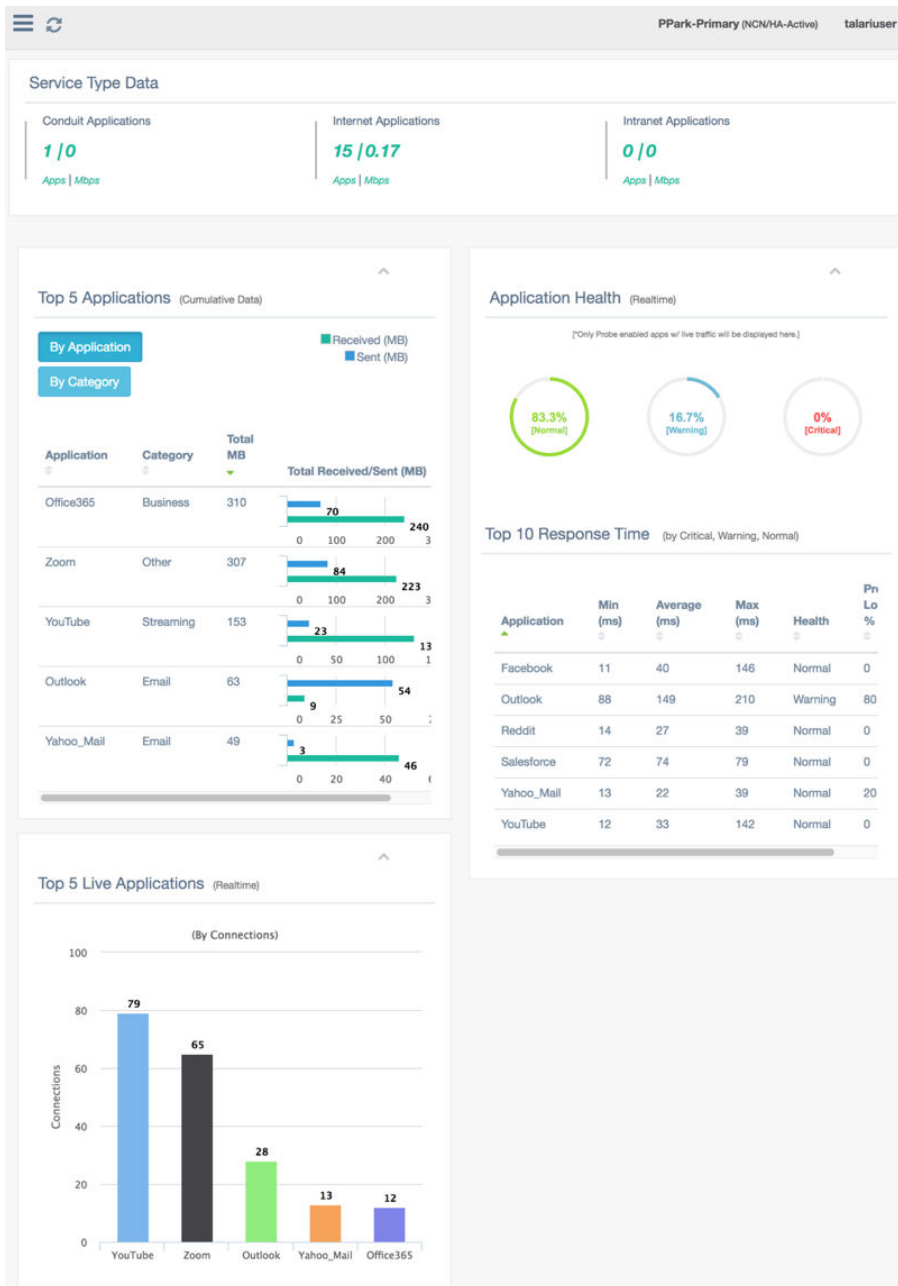 PPark-Primary (NCN/HA-Active) talariuser
Service Type Data
Conduit Applications
1 | 0
Apps | Mbps
Internet Applications
15 | 0.17
Apps | Mbps
Intranet Applications
0 | 0
Apps | Mbps
Top 5 Applications (Cumulative Data)
By Application
By Category
Received (MB)
Sent (MB)
Application Category Total MB Total Received/Sent (MB)
Office365 Business 310
70
240
0 100 200 3
Zoom Other 307
84
223
0 100 200 3
YouTube Streaming 153
23
13
0 50 100 1
Outlook Email 63
54
9
0 25 50
Yahoo_Mail Email 49
3
46
0 20 40
Application Health (Realtime)
[*Only Probe enabled apps w/ live traffic will be displayed here.]
83.3%
[Normal]
16.7%
[Warning]
0%
[Critical]
Top 10 Response Time (by Critical, Warning, Normal)
Application Min (ms) Average (ms) Max (ms) Health Pr Lo %
Facebook 11 40 146 Normal 0
Outlook 88 149 210 Warning 80
Reddit 14 27 39 Normal 0
Salesforce 72 74 79 Normal 0
Yahoo_Mail 13 22 39 Normal 20
YouTube 12 33 142 Normal 0
Top 5 Live Applications (Realtime)
(By Connections)
Connections
100
80
60
40
20
0
79
65
28
13
12
YouTube Zoom Outlook Yahoo_Mail Office365